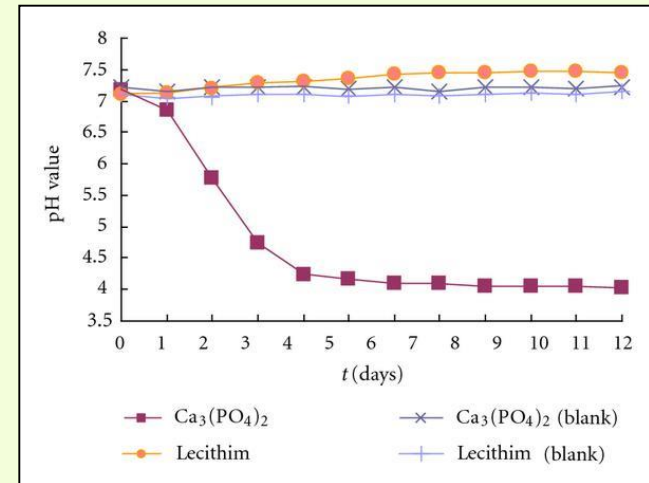 8
7.5
7
6.5
6
5.5
5
4.5
4
3.5
pH value
0 1 2 3 4 5 6 7 8 9 10 11 12
t (days)
Ca₃(PO₄)₂ Ca₃(PO₄)₂ (blank)
Lecithim Lecithim (blank)